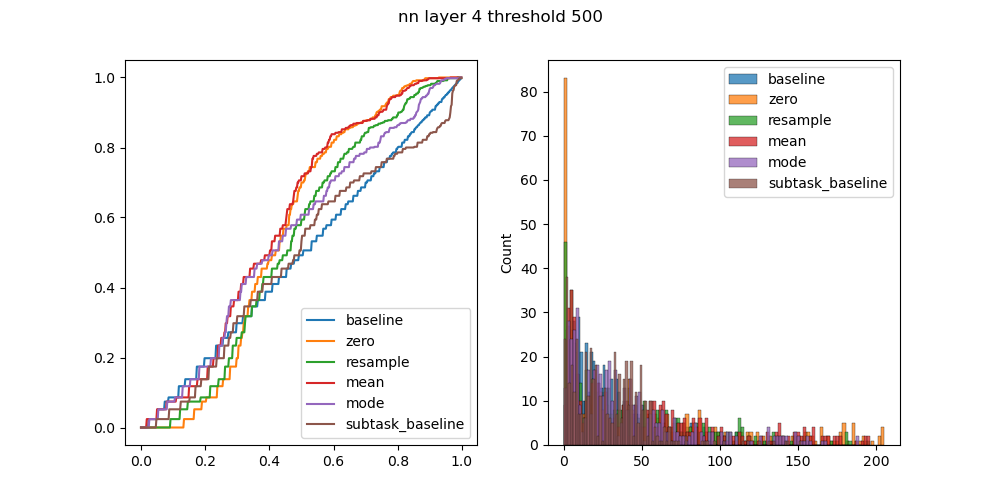 nn layer 4 threshold 500
1.0
0.8
0.6
0.4
0.2
0.0
0.0 0.2 0.4 0.6 0.8 1.0
baseline
zero
resample
mean
mode
subtask_baseline
Count
80
70
60
50
40
30
20
10
0
0 50 100 150 200
baseline
zero
resample
mean
mode
subtask_baseline